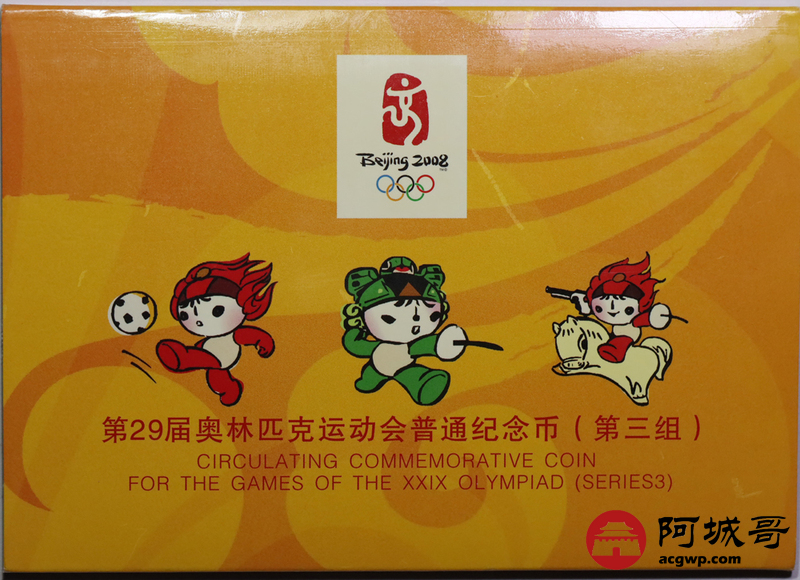 Beijing 2008
第29届奥林匹克运动会普通纪念币（第三组）
CIRCULATING COMMEMORATIVE COIN
FOR THE GAMES OF THE XXIX OLYMPIAD (SERIES3)
阿城哥
acgwp.com